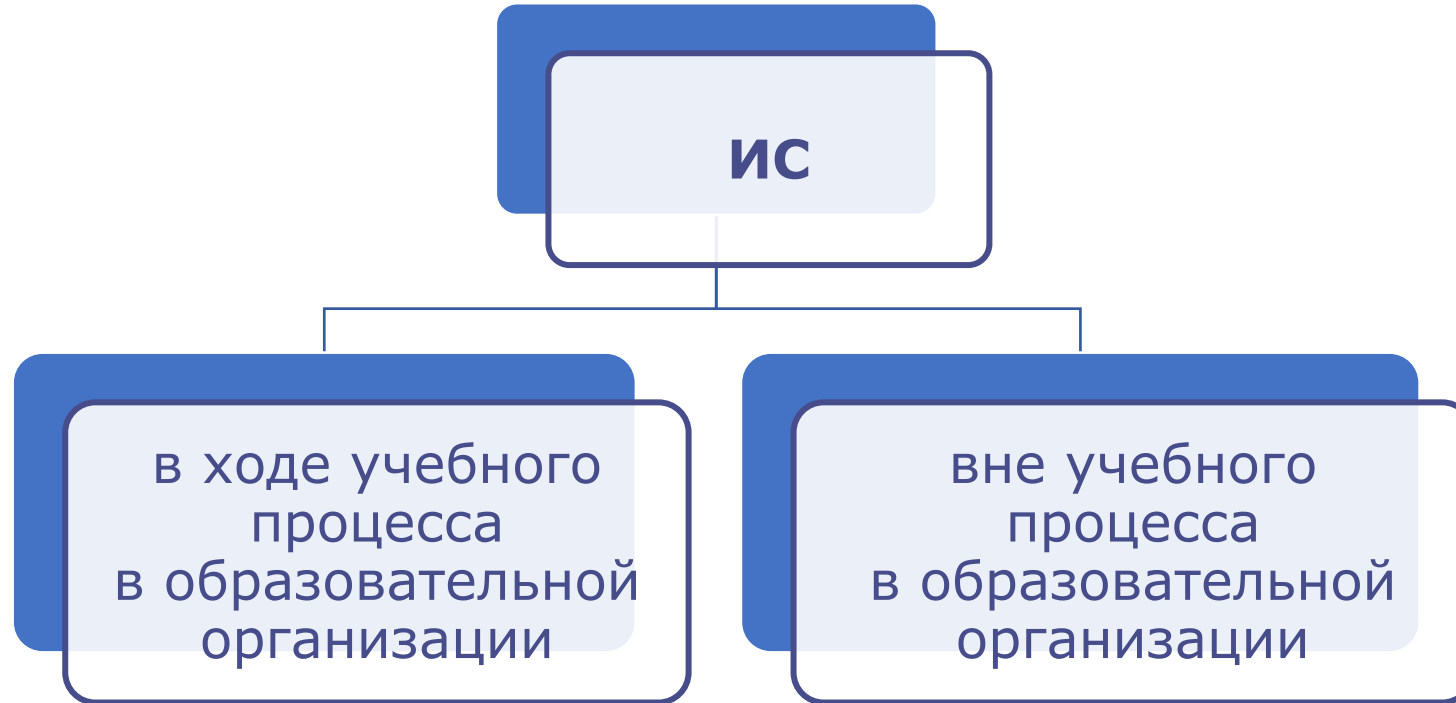 ИС
в ходе учебного
процесса
в образовательной
организации
вне учебного
процесса
в образовательной
организации